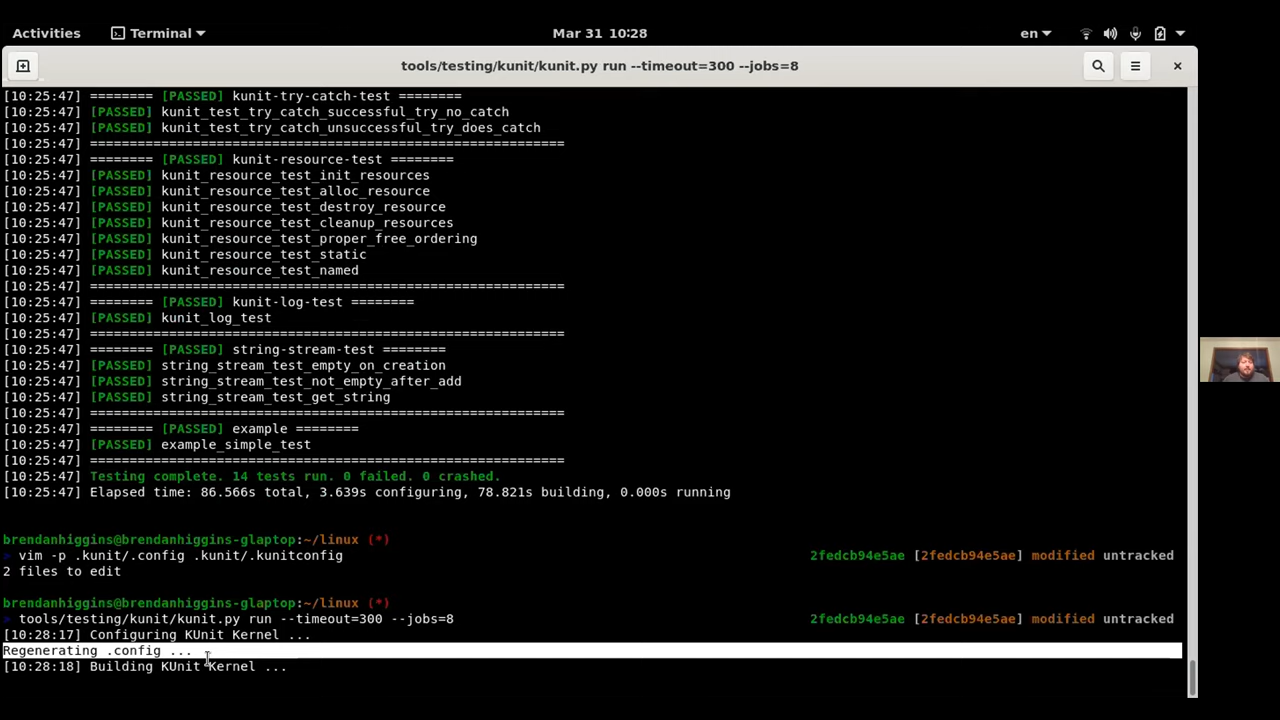 Activities Terminal Mar 31 10:28 en
tools/testing/kunit/kunit.py run --timeout=300 --jobs=8
[10:25:47] ======== [PASSED] kunit-try-catch-test ========
[10:25:47] [PASSED] kunit_test_try_catch_successful_try_no_catch
[10:25:47] [PASSED] kunit_test_try_catch_unsuccessful_try_does_catch
[10:25:47] ============================================================
[10:25:47] ======== [PASSED] kunit-resource-test ========
[10:25:47] [PASSED] kunit_resource_test_init_resources
[10:25:47] [PASSED] kunit_resource_test_alloc_resource
[10:25:47] [PASSED] kunit_resource_test_destroy_resource
[10:25:47] [PASSED] kunit_resource_test_cleanup_resources
[10:25:47] [PASSED] kunit_resource_test_proper_free_ordering
[10:25:47] [PASSED] kunit_resource_test_static
[10:25:47] [PASSED] kunit_resource_test_named
[10:25:47] ============================================================
[10:25:47] ======== [PASSED] kunit-log-test ========
[10:25:47] [PASSED] kunit_log_test
[10:25:47] ============================================================
[10:25:47] ======== [PASSED] string-stream-test ========
[10:25:47] [PASSED] string_stream_test_empty_on_creation
[10:25:47] [PASSED] string_stream_test_not_empty_after_add
[10:25:47] [PASSED] string_stream_test_get_string
[10:25:47] ============================================================
[10:25:47] ======== [PASSED] example ========
[10:25:47] [PASSED] example_simple_test
[10:25:47] ============================================================
[10:25:47] Testing complete. 14 tests run. 0 failed. 0 crashed.
[10:25:47] Elapsed time: 86.566s total, 3.639s configuring, 78.821s building, 0.000s running
brendanhiggins@brendanhiggins-glaptop:~/linux (*)
> vim -p .kunit/.config .kunit/.kunitconfig 2fedcb94e5ae [2fedcb94e5ae] modified untracked
2 files to edit
brendanhiggins@brendanhiggins-glaptop:~/linux (*)
> tools/testing/kunit/kunit.py run --timeout=300 --jobs=8 2fedcb94e5ae [2fedcb94e5ae] modified untracked
[10:28:17] Configuring KUnit Kernel ...
Regenerating .config ...
[10:28:18] Building KUnit Kernel ...